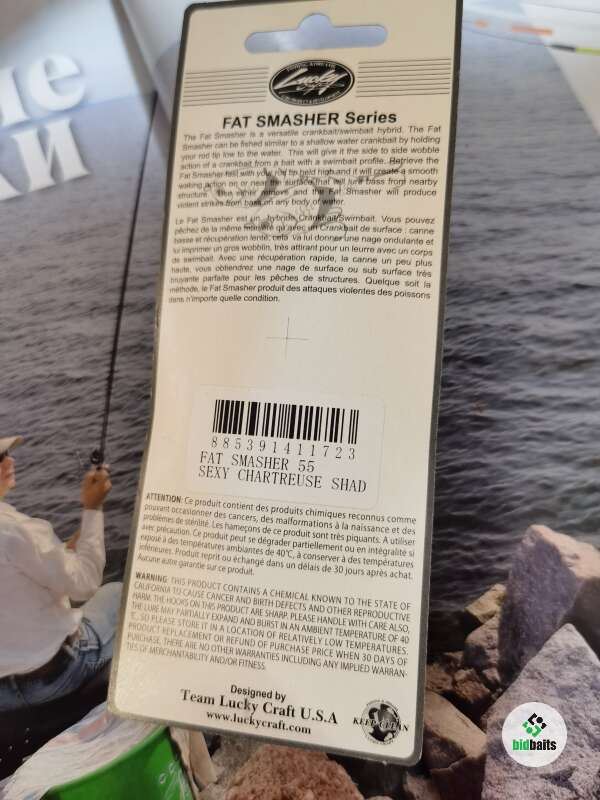 ие
ки
Lucky
FAT SMASHER Series
The Fat Smasher is a versatile crankbait/swimbait hybrid. The Fat
Smasher can be fished similar to a shallow water crankbait by holding
your rod tip low to the water. This will give it the side to side wobble
action of a crankbait from a bait with a swimbait profile. Retrieve the
Fat Smasher fast with your rod tip held high and it will create a smooth
waking action on or near the surface that will lure bass from nearby
structure. Use either retrieve and the Fat Smasher will produce
violent strikes from bass on any body of water.
Le Fat Smasher est un hybride Crankbait/Swimbait. Vous pouvez
pêchez de la même manière qu'avec un Crankbait de surface : canne
basse et récupération lente, cela va lui donner une nage ondulante et
lui imprimer un gros wobblin, très attirant pour un leurre avec un corps
de swimbait. Avec une récupération rapide, la canne un peu plus
haute, vous obtiendrez une nage de surface ou sub surface très
bruyante parfaite pour les pêches de structures. Quelque soit la
méthode, le Fat Smasher produit des attaques violentes des poissons
dans n'importe quelle condition.
885391411723
FAT SMASHER 55
SEXY CHARTREUSE SHAD
ATTENTION: Ce produit contient des produits chimiques reconnus comme
pouvant occasionner des cancers, des malformations à la naissance et des
problèmes de stérilité. Les hameçons de ce produit sont très piquants. A utiliser
avec précaution. Ce produit peut se dégrader partiellement ou en intégralité si
exposé à des températures ambiantes de 40°C, à conserver à des températures
inférieures. Produit repris ou échangé dans un délais de 30 jours après achat.
Aucune autre garantie sur ce produit.
WARNING: THIS PRODUCT CONTAINS A CHEMICAL KNOWN TO THE STATE OF
CALIFORNIA TO CAUSE CANCER AND BIRTH DEFECTS AND OTHER REPRODUCTIVE
HARM. THE HOOKS ON THIS PRODUCT ARE SHARP. PLEASE HANDLE WITH CARE ALSO,
THE LURE MAY PARTIALLY EXPAND AND BURST IN AN AMBIENT TEMPERATURE OF 40
°C, SO PLEASE STORE IT IN A LOCATION OF RELATIVELY LOW TEMPERATURES.
PRODUCT REPLACEMENT OR REFUND OF PURCHASE PRICE WHEN 30 DAYS OF
PURCHASE. THERE ARE NO OTHER WARRANTIES INCLUDING ANY IMPLIED WARRAN-
TIES OF MERCHANTABILITY AND/OR FITNESS.
Designed by
Team Lucky Craft U.S.A
www.luckycraft.com
KEEP CLEAN
bidbaits